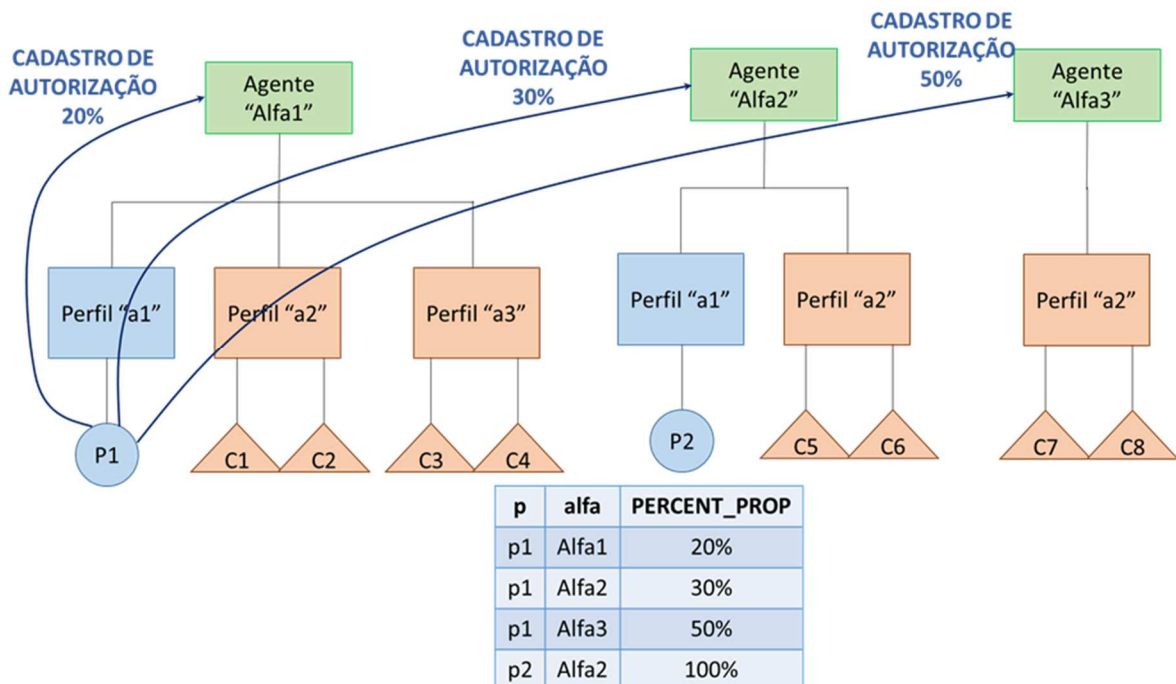 CADASTRO DE
AUTORIZAÇÃO
20%
Agente
“Alfa1”
CADASTRO DE
AUTORIZAÇÃO
30%
Agente
“Alfa2”
CADASTRO DE
AUTORIZAÇÃO
50%
Agente
“Alfa3”
Perfil “a1”
Perfil “a2”
Perfil “a3”
Perfil “a1”
Perfil “a2”
Perfil “a2”
P1
C1
C2
C3
C4
P2
C5
C6
C7
C8
p alfa PERCENT_PROP
p1 Alfa1 20%
p1 Alfa2 30%
p1 Alfa3 50%
p2 Alfa2 100%